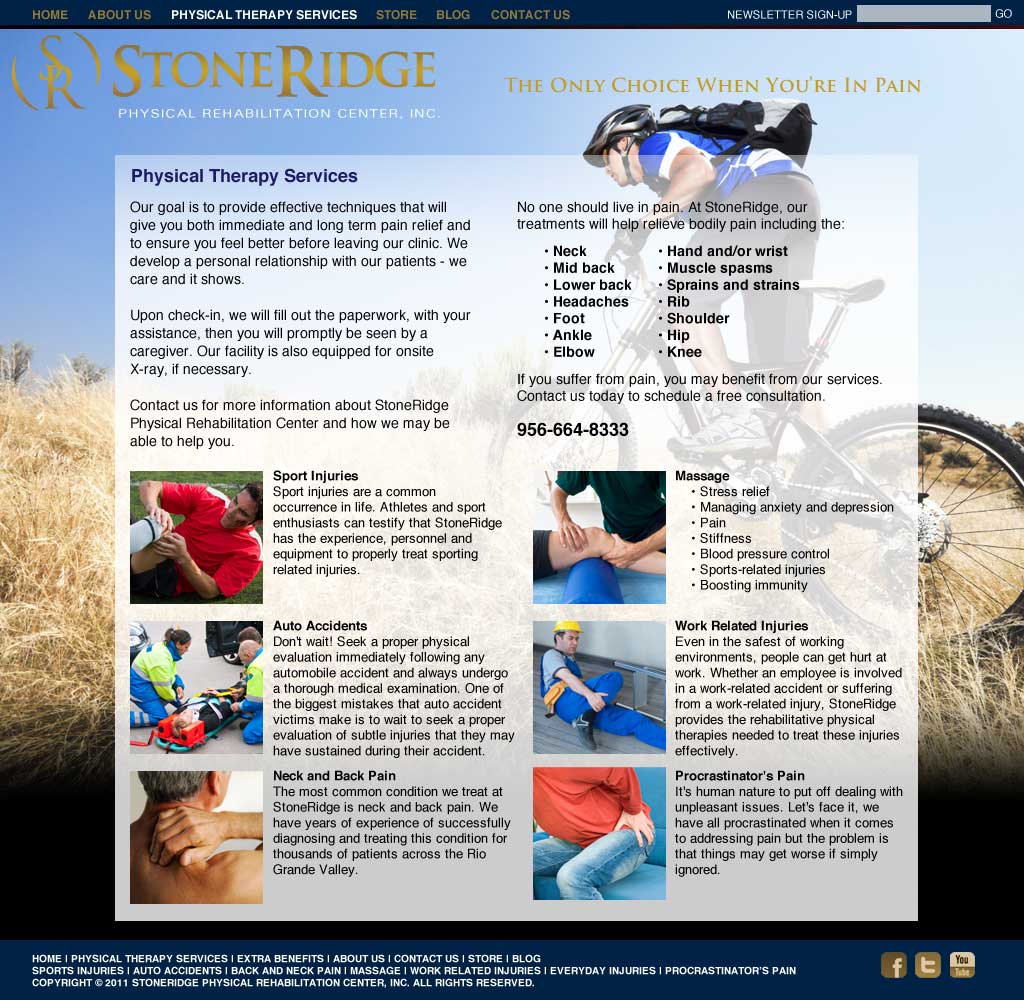 HOME ABOUT US PHYSICAL THERAPY SERVICES STORE BLOG CONTACT US NEWSLETTER SIGN-UP GO
SR STONERIDGE
PHYSICAL REHABILITATION CENTER, INC.
THE ONLY CHOICE WHEN YOU'RE IN PAIN
Physical Therapy Services
Our goal is to provide effective techniques that will
give you both immediate and long term pain relief and
to ensure you feel better before leaving our clinic. We
develop a personal relationship with our patients - we
care and it shows.
Upon check-in, we will fill out the paperwork, with your
assistance, then you will promptly be seen by a
caregiver. Our facility is also equipped for onsite
X-ray, if necessary.
Contact us for more information about StoneRidge
Physical Rehabilitation Center and how we may be
able to help you.
No one should live in pain. At StoneRidge, our
treatments will help relieve bodily pain including the:
• Neck
• Mid back
• Lower back
• Headaches
• Foot
• Ankle
• Elbow
• Hand and/or wrist
• Muscle spasms
• Sprains and strains
• Rib
• Shoulder
• Hip
• Knee
If you suffer from pain, you may benefit from our services.
Contact us today to schedule a free consultation.
956-664-8333
Sport Injuries
Sport injuries are a common
occurrence in life. Athletes and sport
enthusiasts can testify that StoneRidge
has the experience, personnel and
equipment to properly treat sporting
related injuries.
Massage
• Stress relief
• Managing anxiety and depression
• Pain
• Stiffness
• Blood pressure control
• Sports-related injuries
• Boosting immunity
Auto Accidents
Don't wait! Seek a proper physical
evaluation immediately following any
automobile accident and always undergo
a thorough medical examination. One of
the biggest mistakes that auto accident
victims make is to wait to seek a proper
evaluation of subtle injuries that they may
have sustained during their accident.
Work Related Injuries
Even in the safest of working
environments, people can get hurt at
work. Whether an employee is involved
in a work-related accident or suffering
from a work-related injury, StoneRidge
provides the rehabilitative physical
therapies needed to treat these injuries
effectively.
Neck and Back Pain
The most common condition we treat at
StoneRidge is neck and back pain. We
have years of experience of successfully
diagnosing and treating this condition for
thousands of patients across the Rio
Grande Valley.
Procrastinator's Pain
It's human nature to put off dealing with
unpleasant issues. Let's face it, we
have all procrastinated when it comes
to addressing pain but the problem is
that things may get worse if simply
ignored.
HOME | PHYSICAL THERAPY SERVICES | EXTRA BENEFITS | ABOUT US | CONTACT US | STORE | BLOG
SPORTS INJURIES | AUTO ACCIDENTS | BACK AND NECK PAIN | MASSAGE | WORK RELATED INJURIES | EVERYDAY INJURIES | PROCRASTINATOR'S PAIN
COPYRIGHT © 2011 STONERIDGE PHYSICAL REHABILITATION CENTER, INC. ALL RIGHTS RESERVED.
f t You
Tube